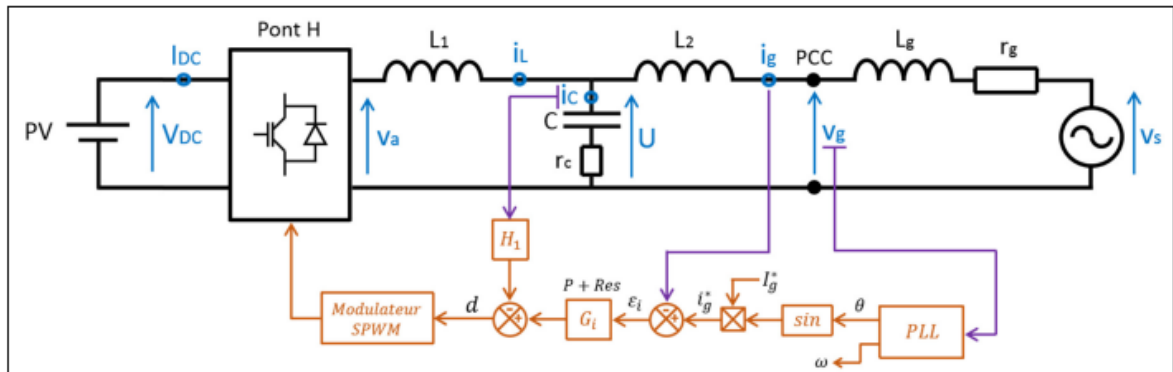 Pont H
L1
L2
Lg
rg
IDC
iL
ig
PCC
iC
PV
VDC
va
C
U
vg
vs
rc
H1
P + Res
Ig*
Modulateur
SPWM
d
Gi
εi
ig*
sin
θ
PLL
ω